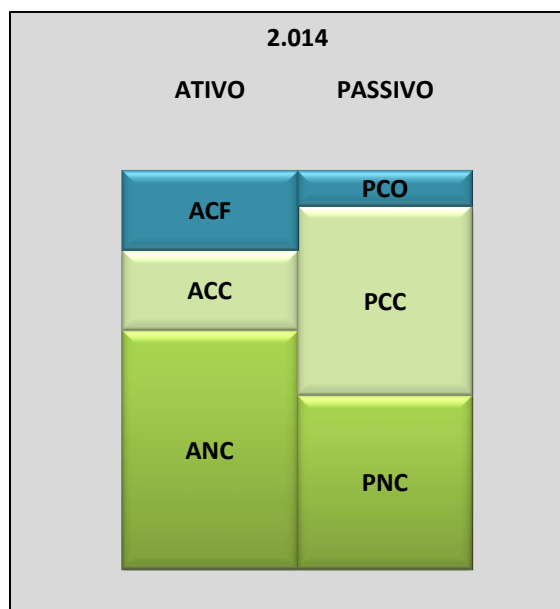 2.014
ATIVO PASSIVO
ACF PCO
ACC PCC
ANC PNC